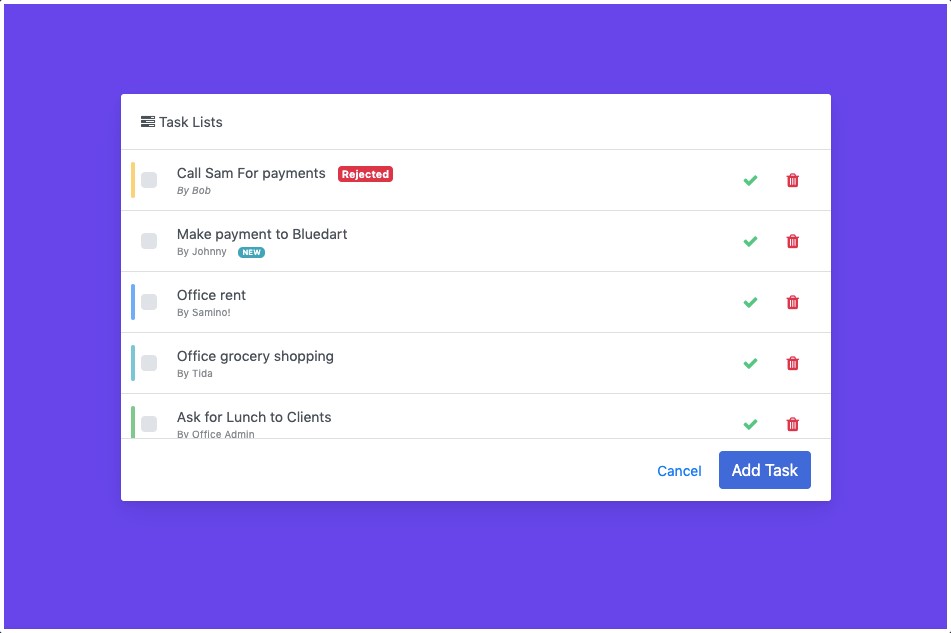 Task Lists
Call Sam For payments Rejected
By Bob
Make payment to Bluedart
By Johnny NEW
Office rent
By Samino!
Office grocery shopping
By Tida
Ask for Lunch to Clients
By Office Admin
Cancel Add Task